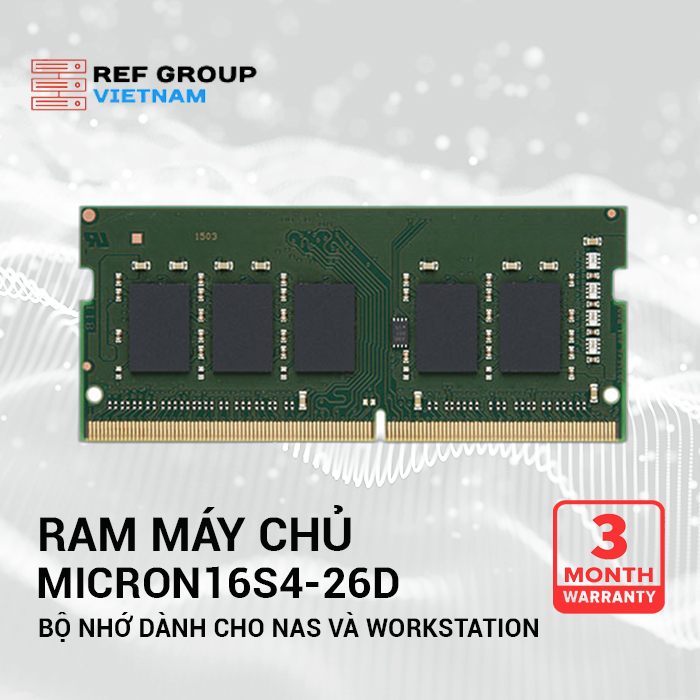 REF GROUP
VIETNAM
1503
811
RAM MÁY CHỦ
MICRON16S4-26D
BỘ NHỚ DÀNH CHO NAS VÀ WORKSTATION
3
MONTH
WARRANTY